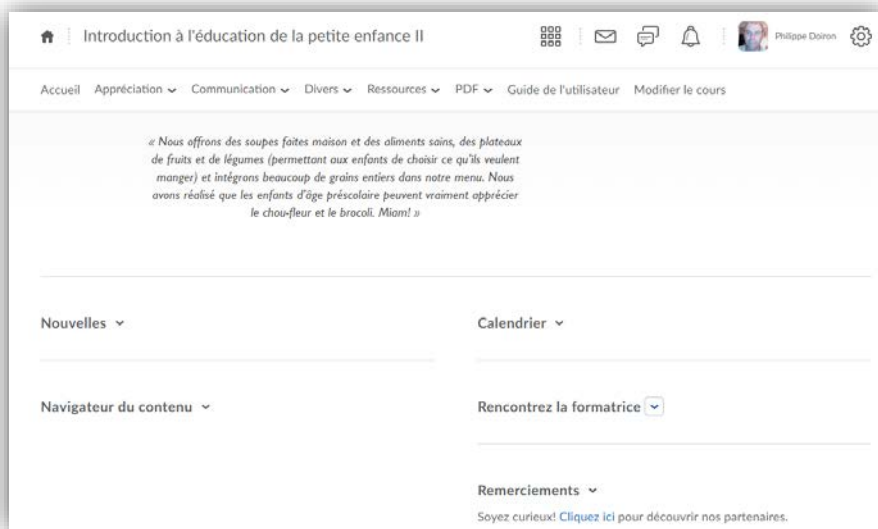 Introduction à l'éducation de la petite enfance II
Philippe Doiron
Accueil Appréciation Communication Divers Ressources PDF Guide de l'utilisateur Modifier le cours
« Nous offrons des soupes faites maison et des aliments sains, des plateaux
de fruits et de légumes (permettant aux enfants de choisir ce qu'ils veulent
manger) et intégrons beaucoup de grains entiers dans notre menu. Nous
avons réalisé que les enfants d'âge préscolaire peuvent vraiment apprécier
le chou-fleur et le brocoli. Miam! »
Nouvelles
Calendrier
Navigateur du contenu
Rencontrez la formatrice
Remerciements
Soyez curieux! Cliquez ici pour découvrir nos partenaires.